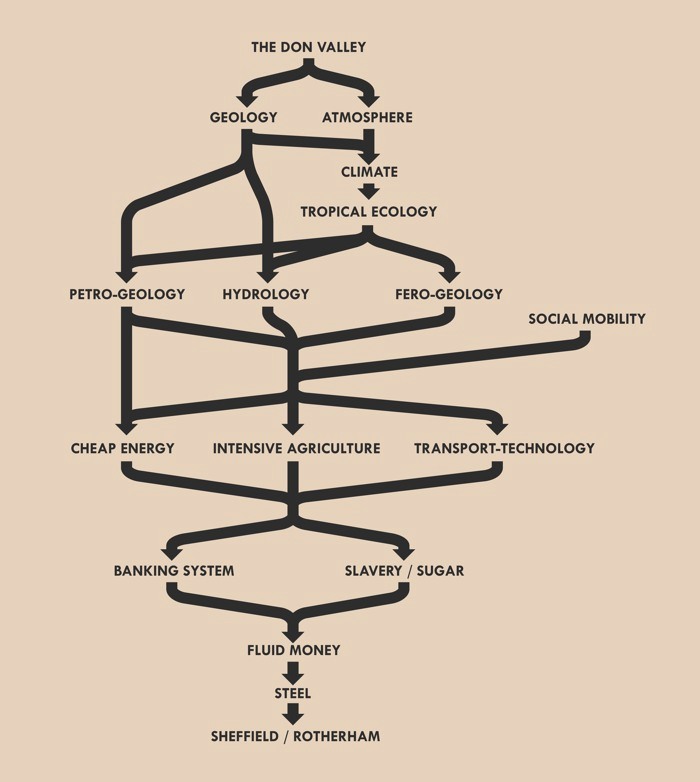 THE DON VALLEY
GEOLOGY
ATMOSPHERE
CLIMATE
TROPICAL ECOLOGY
PETRO-GEOLOGY
HYDROLOGY
FERO-GEOLOGY
SOCIAL MOBILITY
CHEAP ENERGY
INTENSIVE AGRICULTURE
TRANSPORT-TECHNOLOGY
BANKING SYSTEM
SLAVERY / SUGAR
FLUID MONEY
STEEL
SHEFFIELD / ROTHERHAM